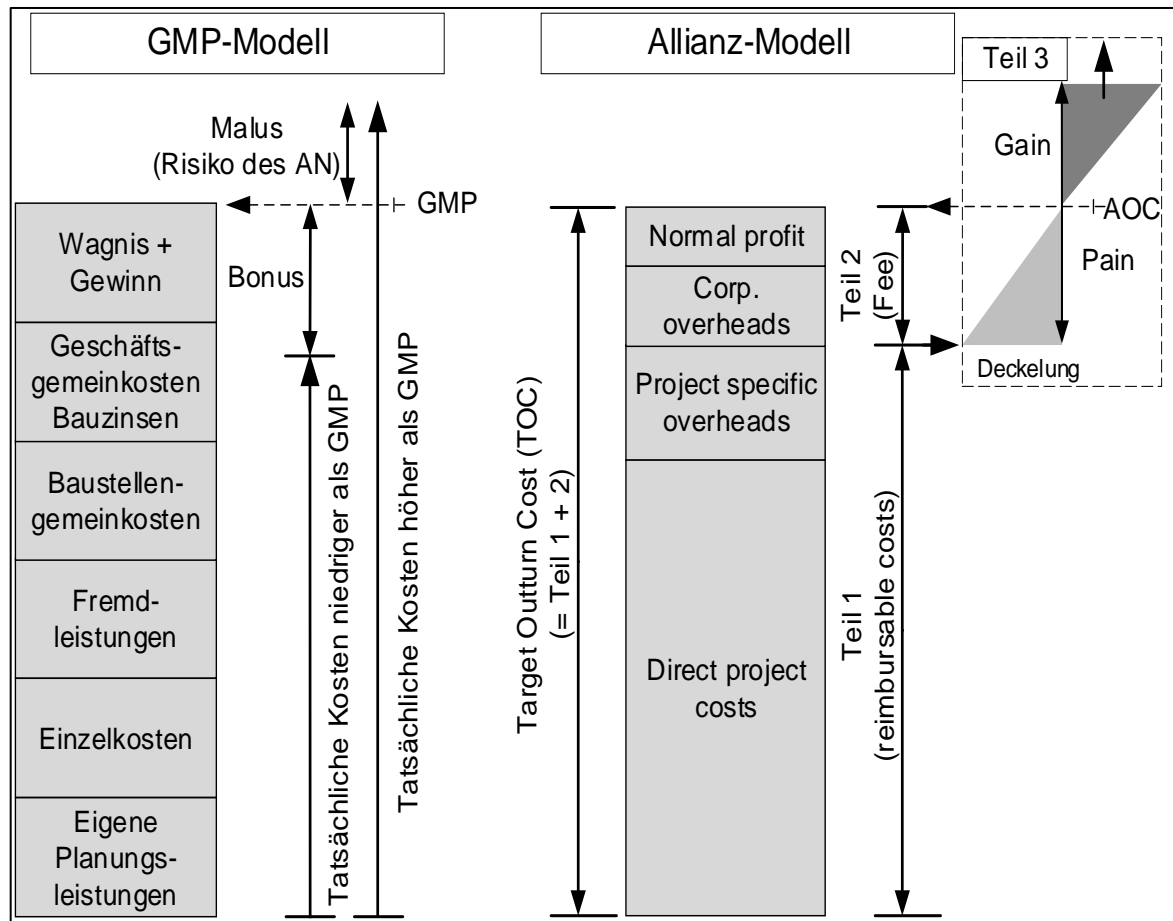 GMP-Modell
Malus
(Risiko des AN)
GMP
Bonus
Wagnis +
Gewinn
Geschäfts-
gemeinkosten
Bauzinsen
Baustellen-
gemeinkosten
Fremd-
leistungen
Einzelkosten
Eigene
Planungs-
leistungen
Tatsächliche Kosten niedriger als GMP
Tatsächliche Kosten höher als GMP
Allianz-Modell
Target Outturn Cost (TOC)
(= Teil 1 + 2)
Normal profit
Corp.
overheads
Project specific
overheads
Direct project
costs
Teil 2
(Fee)
Teil 1
(reimbursable costs)
Teil 3
Gain
AOC
Pain
Deckelung